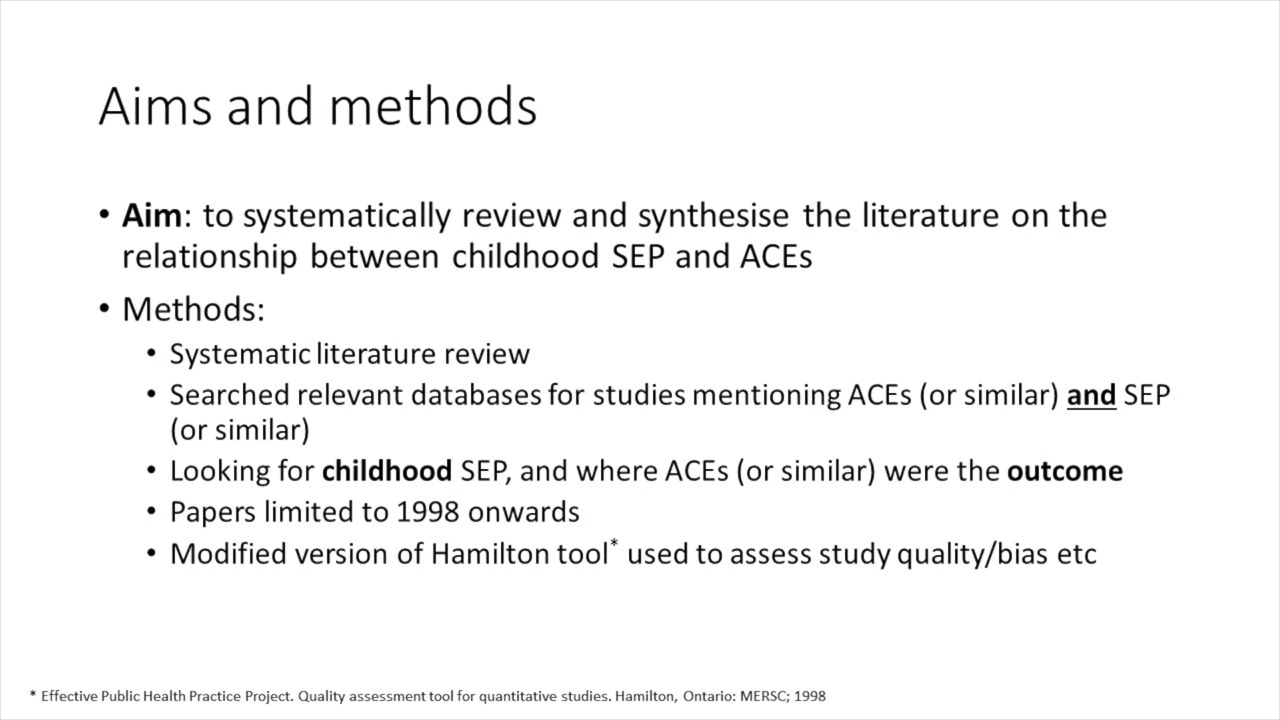 Aims and methods
• Aim: to systematically review and synthesise the literature on the
relationship between childhood SEP and ACEs
• Methods:
• Systematic literature review
• Searched relevant databases for studies mentioning ACEs (or similar) and SEP
(or similar)
• Looking for childhood SEP, and where ACEs (or similar) were the outcome
• Papers limited to 1998 onwards
• Modified version of Hamilton tool* used to assess study quality/bias etc
* Effective Public Health Practice Project. Quality assessment tool for quantitative studies. Hamilton, Ontario: MERSC; 1998